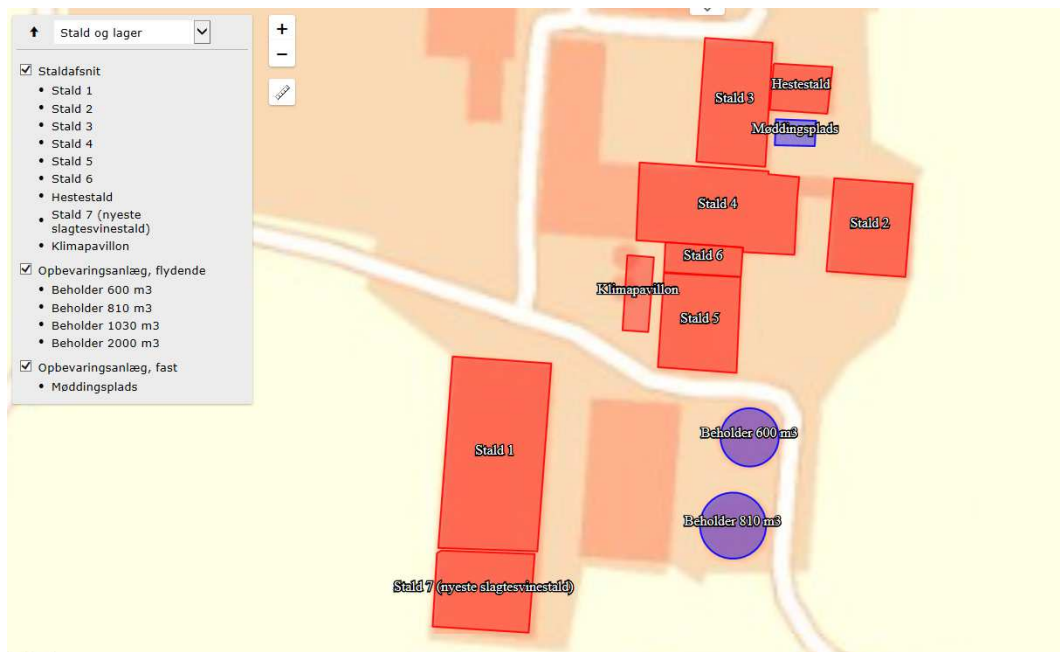 Stald og lager
Staldafsnit
Stald 1
Stald 2
Stald 3
Stald 4
Stald 5
Stald 6
Hestestald
Stald 7 (nyeste
slagtesvinestald)
Klimapavillon
Opbevaringsanlæg, flydende
Beholder 600 m3
Beholder 810 m3
Beholder 1030 m3
Beholder 2000 m3
Opbevaringsanlæg, fast
Møddingsplads
+
−
Hestestald
Stald 3
Møddingsplads
Stald 4
Stald 2
Stald 6
Klimapavillon
Stald 5
Beholder 600 m3
Stald 1
Beholder 810 m3
Stald 7 (nyeste slagtesvinestald)